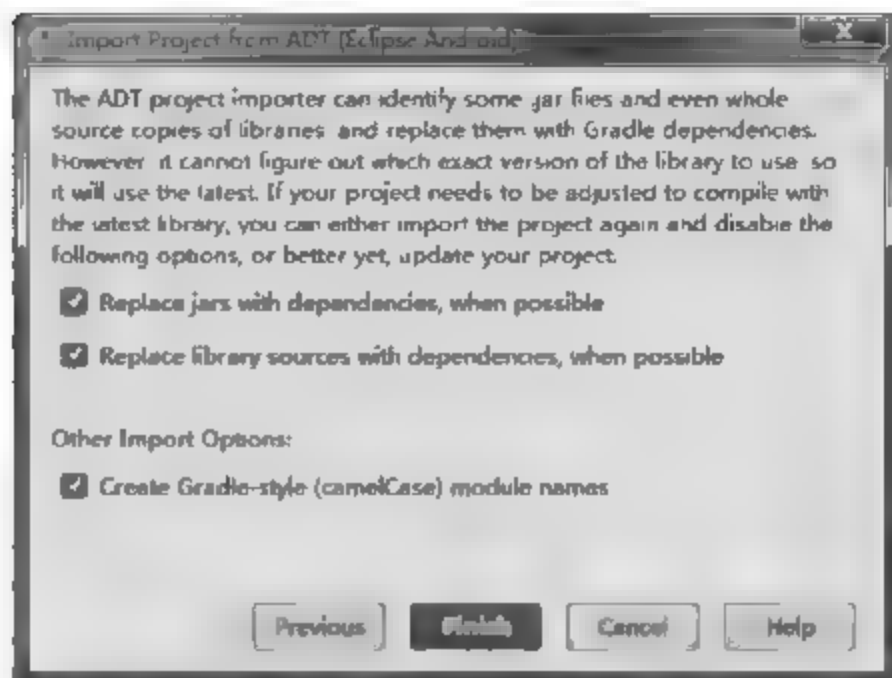 Import Project from ADT (Eclipse Android)
The ADT project importer can identify some .jar files and even whole
source copies of libraries, and replace them with Gradle dependencies.
However, it cannot figure out which exact version of the library to use, so
it will use the latest. If your project needs to be adjusted to compile with
the latest library, you can either import the project again and disable the
following options, or better yet, update your project.
Replace jars with dependencies, when possible
Replace library sources with dependencies, when possible
Other Import Options:
Create Gradle-style (camelCase) module names
Previous
Finish
Cancel
Help